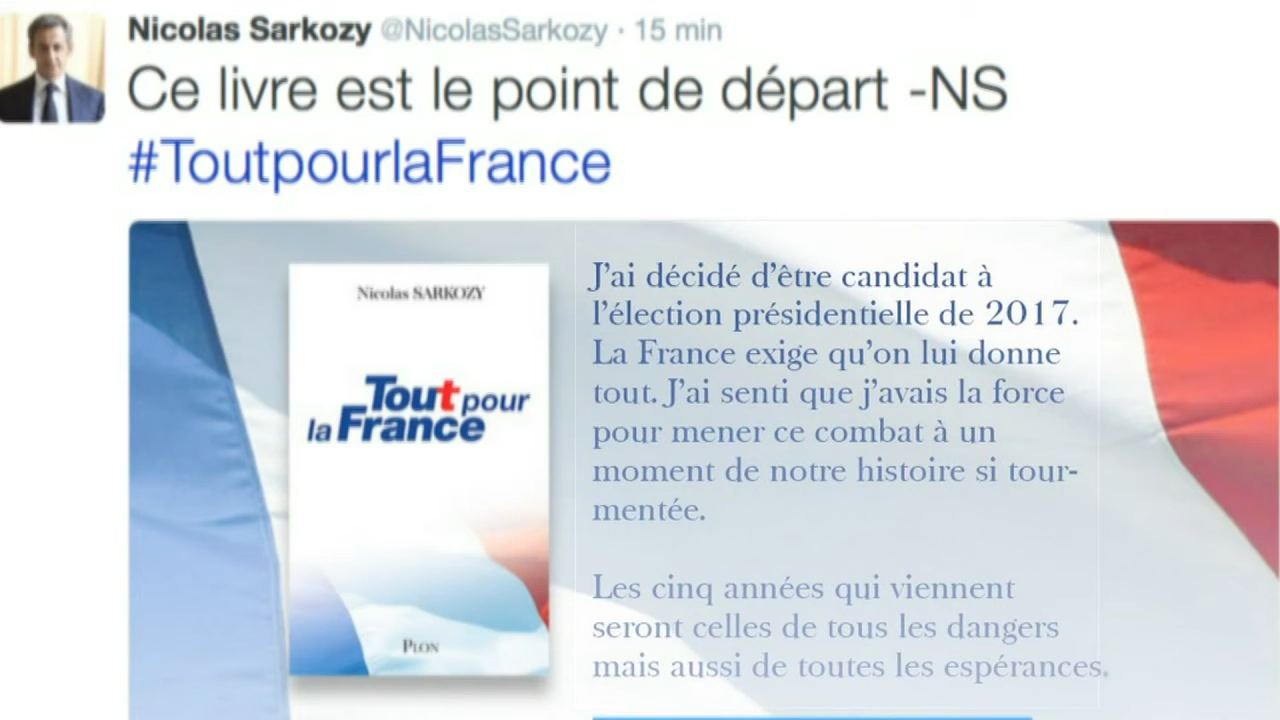 Nicolas Sarkozy @NicolasSarkozy · 15 min
Ce livre est le point de départ -NS
#ToutpourlaFrance
Nicolas SARKOZY
Tout pour
la France
PLON
J'ai décidé d'être candidat à
l'élection présidentielle de 2017.
La France exige qu'on lui donne
tout. J'ai senti que j'avais la force
pour mener ce combat à un
moment de notre histoire si tour-
mentée.
Les cinq années qui viennent
seront celles de tous les dangers
mais aussi de toutes les espérances.